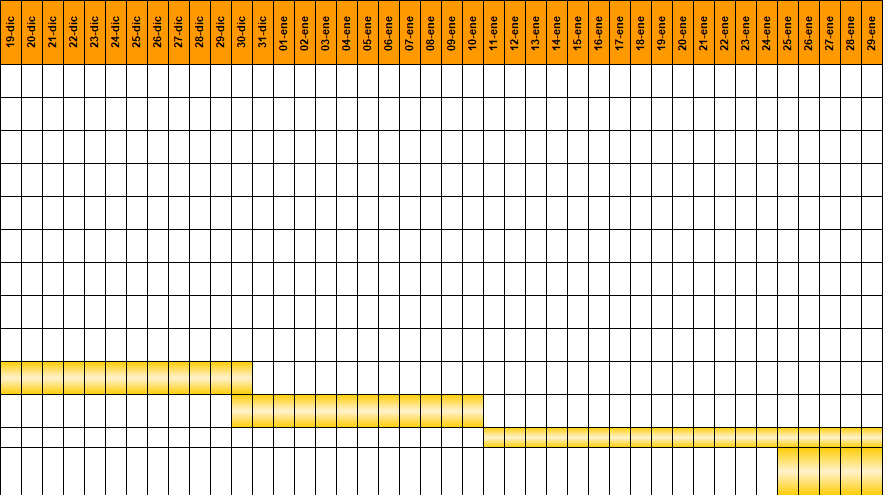 19-dic
20-dic
21-dic
22-dic
23-dic
24-dic
25-dic
26-dic
27-dic
28-dic
29-dic
30-dic
31-dic
01-ene
02-ene
03-ene
04-ene
05-ene
06-ene
07-ene
08-ene
09-ene
10-ene
11-ene
12-ene
13-ene
14-ene
15-ene
16-ene
17-ene
18-ene
19-ene
20-ene
21-ene
22-ene
23-ene
24-ene
25-ene
26-ene
27-ene
28-ene
29-ene